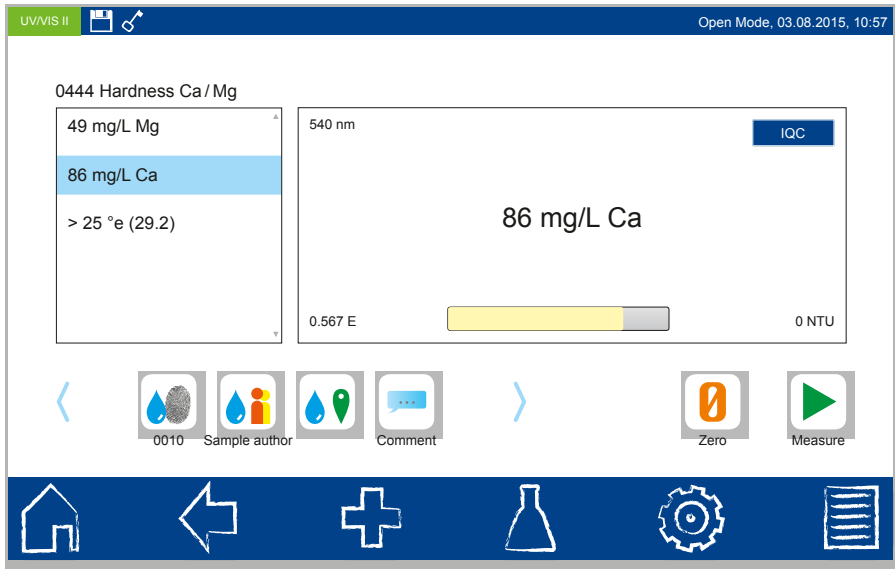 UV/VIS II
Open Mode, 03.08.2015, 10:57
0444 Hardness Ca / Mg
49 mg/L Mg
86 mg/L Ca
> 25 °e (29.2)
540 nm
IQC
86 mg/L Ca
0.567 E
0 NTU
0010
Sample author
Comment
0
Zero
Measure